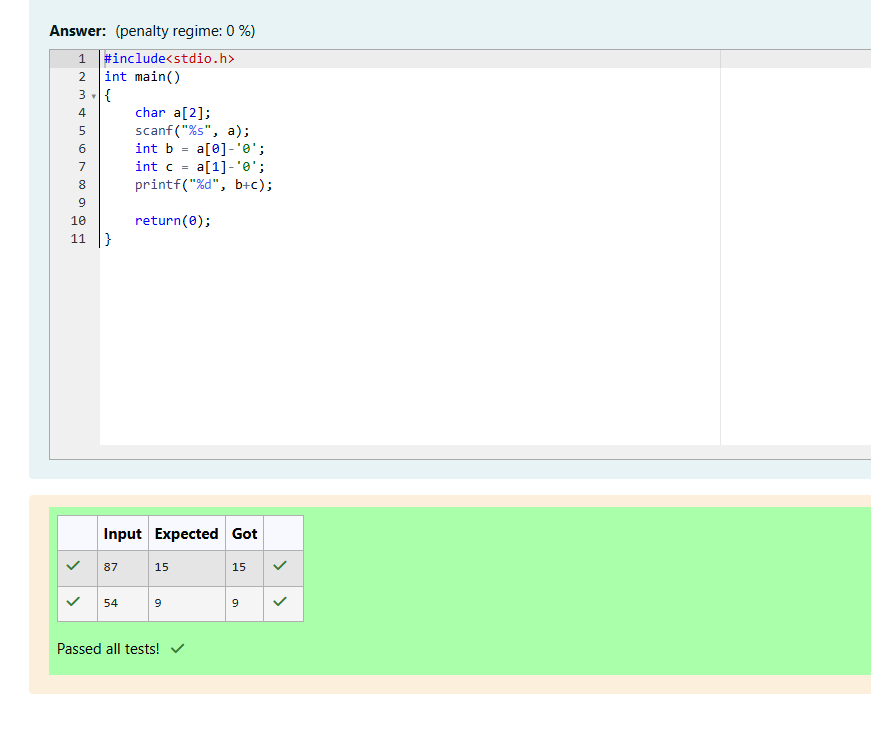 Answer: (penalty regime: 0 %)
1 #include<stdio.h>
2 int main()
3 {
4     char a[2];
5     scanf("%s", a);
6     int b = a[0]-'0';
7     int c = a[1]-'0';
8     printf("%d", b+c);
9
10     return(0);
11 }
Input Expected Got
87 15 15
54 9 9
Passed all tests!